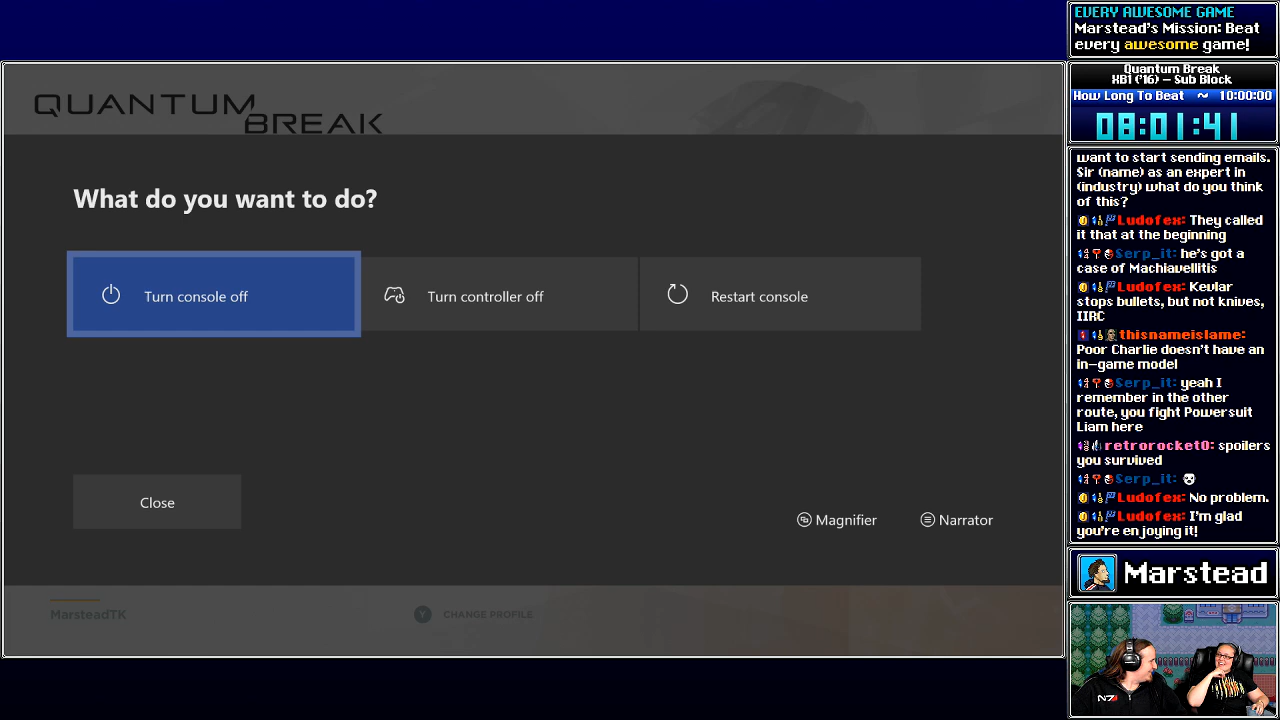 EVERY AWESOME GAME
Marstead's Mission: Beat
every awesome game!
QUANTUM
BREAK
What do you want to do?
Turn console off
Turn controller off
Restart console
Close
Magnifier
Narrator
MarsteadTK
Y CHANGE PROFILE
Quantum Break
XB1 ('16) - Sub Block
How Long To Beat ~ 10:00:00
08:01:41
want to start sending emails.
Sir (name) as an expert in
(industry) what do you think
of this?
Ludofex: They called
it that at the beginning
Serp_it: he's got a
case of Machiavellitis
Ludofex: Kevlar
stops bullets, but not knives,
IIRC
thisnameislame:
Poor Charlie doesn't have an
in-game model
Serp_it: yeah I
remember in the other
route, you fight Powersuit
Liam here
retrorocket0: spoilers
you survived
Serp_it:
Ludofex: No problem.
Ludofex: I'm glad
you're enjoying it!
Marstead
N7